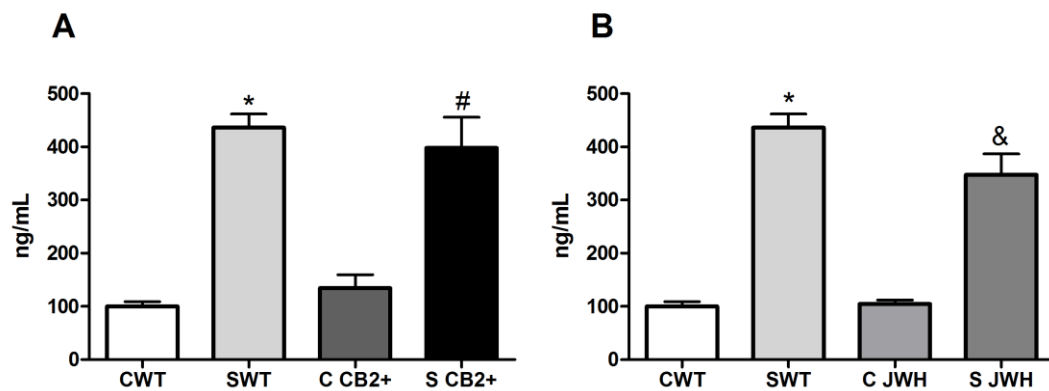 A
500
400
300
200
100
0
ng/mL
*
#
CWT SWT C CB2+ S CB2+
B
500
400
300
200
100
0
ng/mL
*
&
CWT SWT C JWH S JWH